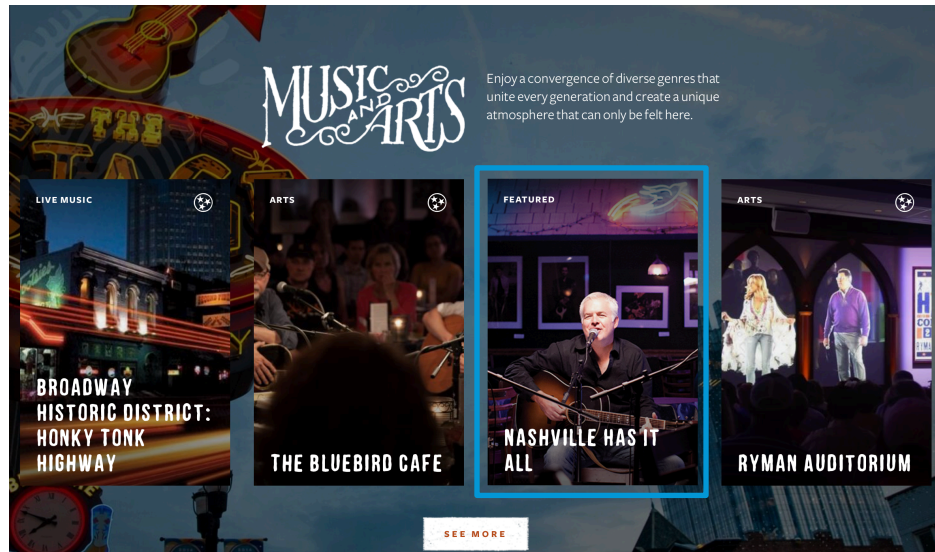 MUSIC
AND
ARTS
Enjoy a convergence of diverse genres that
unite every generation and create a unique
atmosphere that can only be felt here.
THE
LIVE MUSIC
BROADWAY
HISTORIC DISTRICT:
HONKY TONK
HIGHWAY
ARTS
THE BLUEBIRD CAFE
FEATURED
NASHVILLE HAS IT
ALL
ARTS
RYMAN AUDITORIUM
SEE MORE